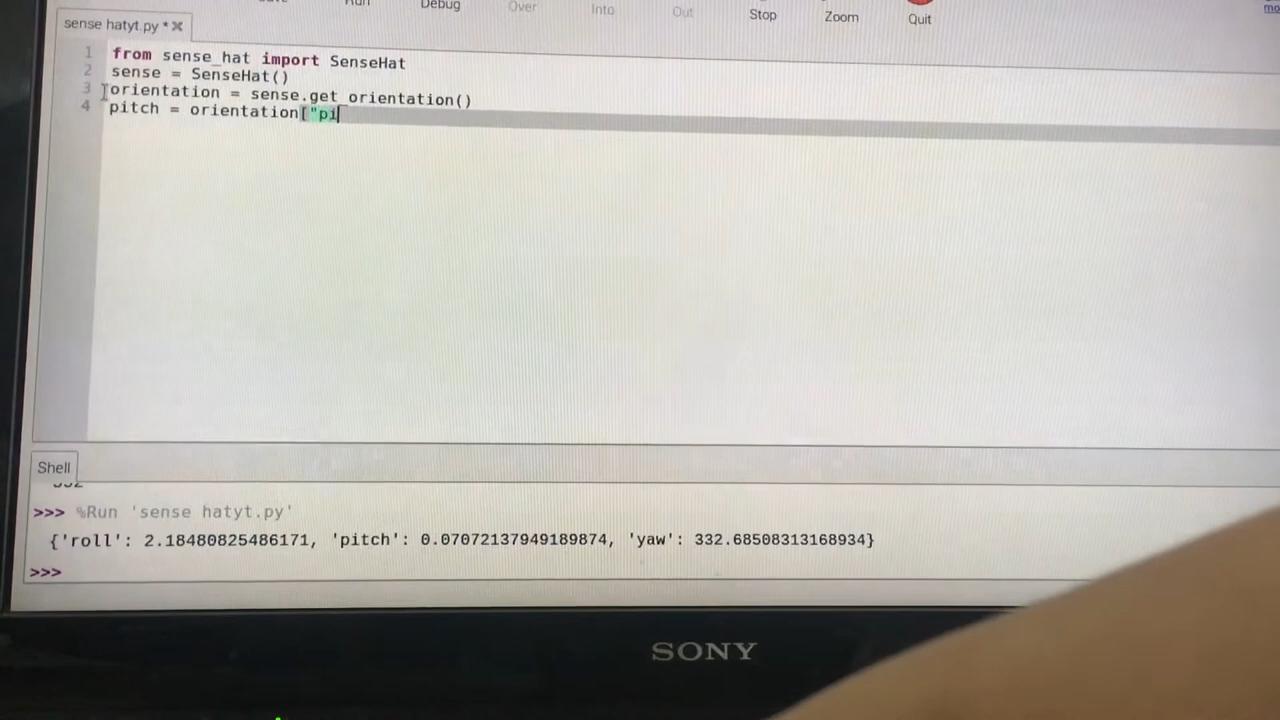 Run Debug Over Into Out Stop Zoom Quit
sense hatyt.py *
1 from sense_hat import SenseHat
2 sense = SenseHat()
3 orientation = sense.get_orientation()
4 pitch = orientation["pi
Shell
>>> %Run 'sense hatyt.py'
{'roll': 2.18480825486171, 'pitch': 0.07072137949189874, 'yaw': 332.68508313168934}
>>>
SONY